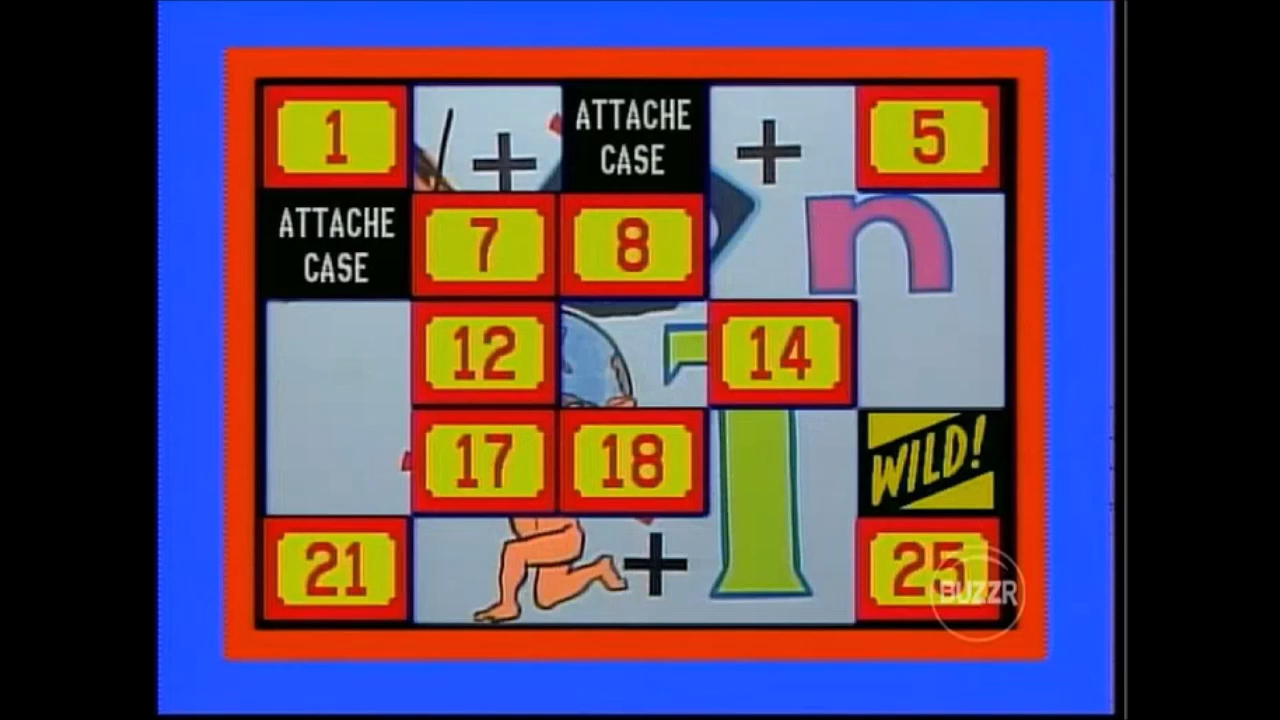 1 + ATTACHE CASE + 5
ATTACHE CASE 7 8 n
12 14
17 18 WILD!
21 + 25
BUZZR